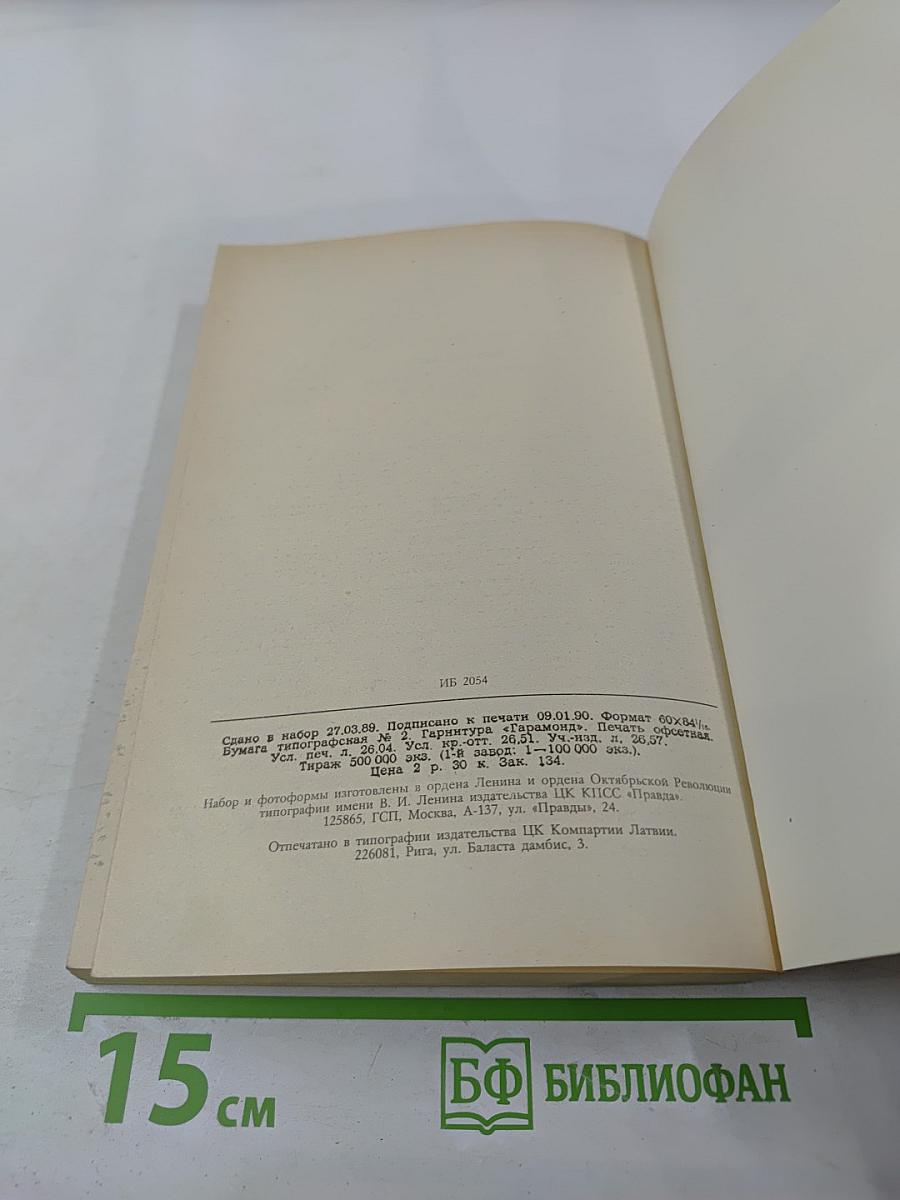 ИБ 2054
Сдано в набор 27.03.89. Подписано к печати 09.01.90. Формат 60×84¹/₁₆.
Бумага типографская № 2. Гарнитура «Гарамонд». Печать офсетная.
Усл. печ. л. 26.04. Усл. кр.-отт. 26,51. Уч.-изд. л. 26,57.
Тираж 500 000 экз. (1-й завод: 1—100 000 экз.).
Цена 2 р. 30 к. Зак. 134.
Набор и фотоформы изготовлены в ордена Ленина и ордена Октябрьской Революции
типографии имени В. И. Ленина издательства ЦК КПСС «Правда».
125865, ГСП, Москва, А-137, ул. «Правды», 24.
Отпечатано в типографии издательства ЦК Компартии Латвии.
226081, Рига, ул. Баласта дамбис, 3.
15 см
БФ БИБЛИОФАН